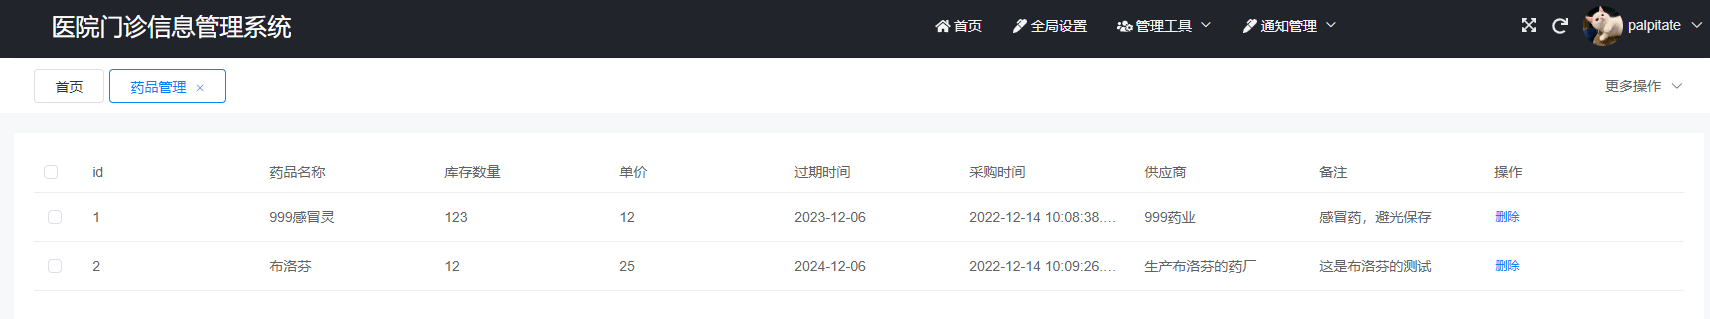 医院门诊信息管理系统 首页 全局设置 管理工具 通知管理 palpitate
首页 药品管理 × 更多操作
id 药品名称 库存数量 单价 过期时间 采购时间 供应商 备注 操作
1 999感冒灵 123 12 2023-12-06 2022-12-14 10:08:38.... 999药业 感冒药，避光保存 删除
2 布洛芬 12 25 2024-12-06 2022-12-14 10:09:26.... 生产布洛芬的药厂 这是布洛芬的测试 删除